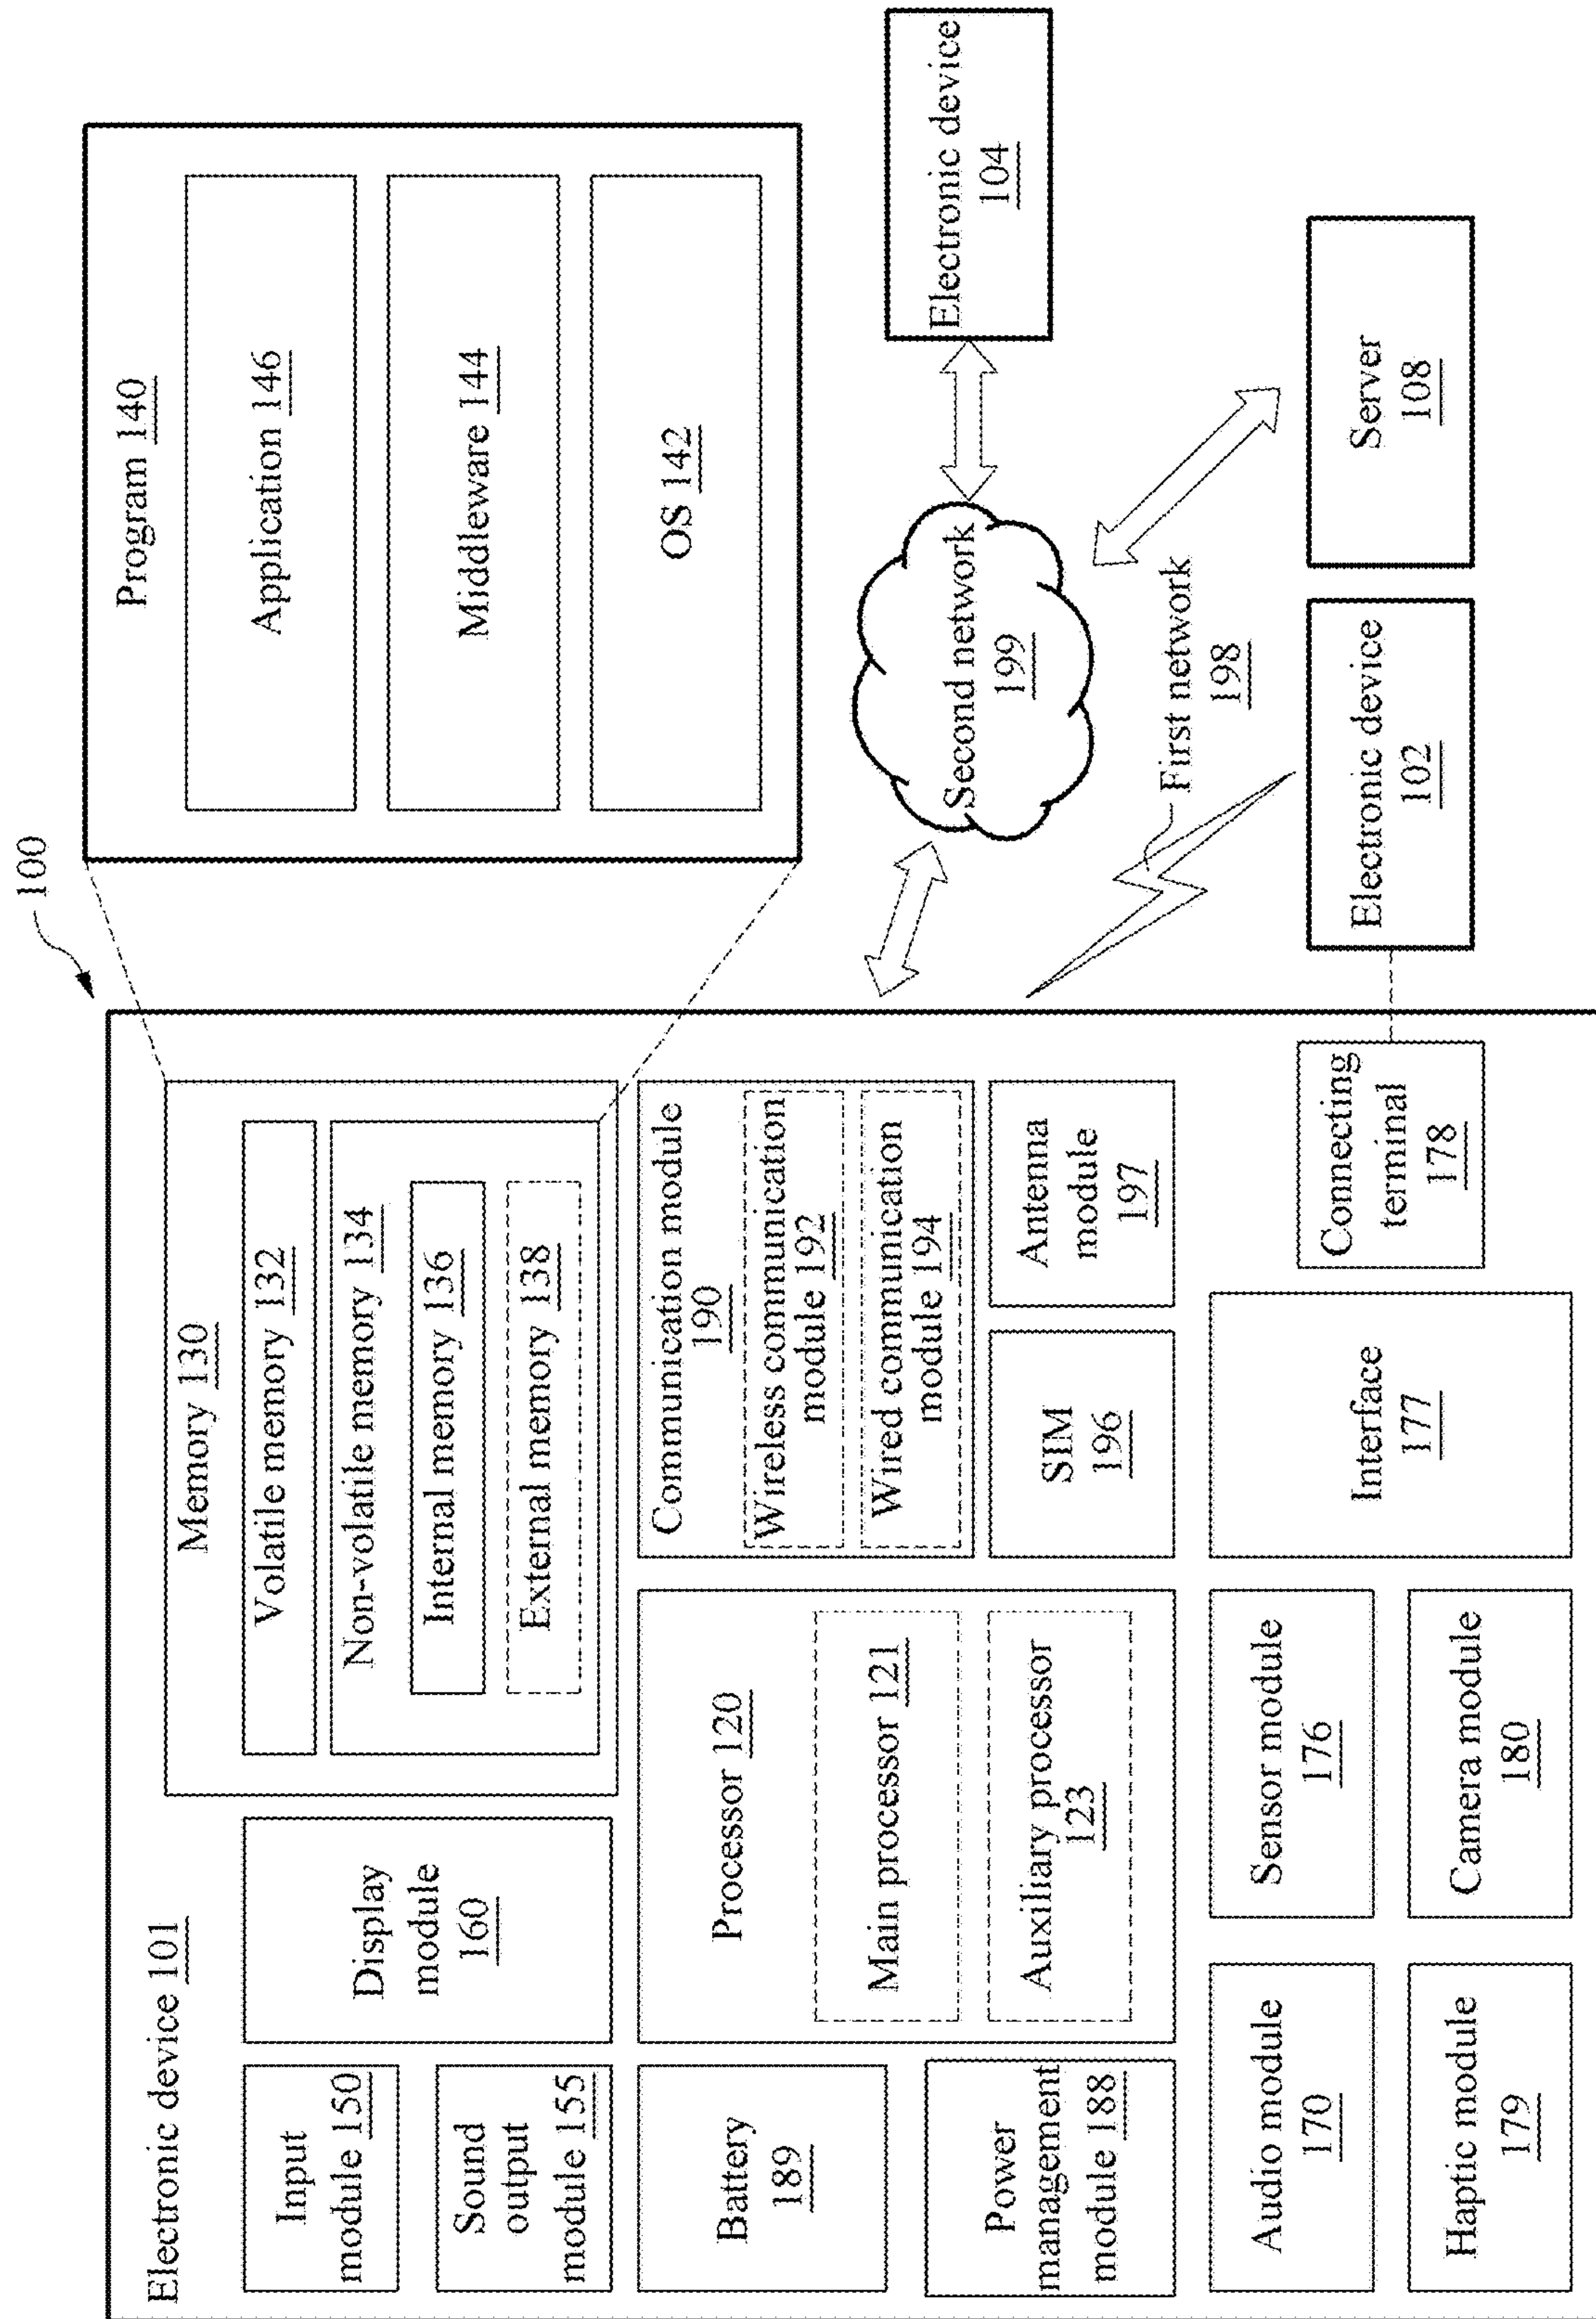 100
Electronic device 101
Input
module 150
Sound
output
module 155
Display
module
160
Memory 130
Volatile memory 132
Non-volatile memory 134
Internal memory 136
External memory 138
Program 140
Application 146
Middleware 144
OS 142
Battery
189
Power
management
module 188
Processor 120
Main processor 121
Auxiliary processor
123
Communication module
190
Wireless communication
module 192
Wired communication
module 194
SIM
196
Antenna
module
197
Second network
199
Electronic device
104
First network
198
Audio module
170
Sensor module
176
Interface
177
Connecting
terminal
178
Haptic module
179
Camera module
180
Electronic device
102
Server
108